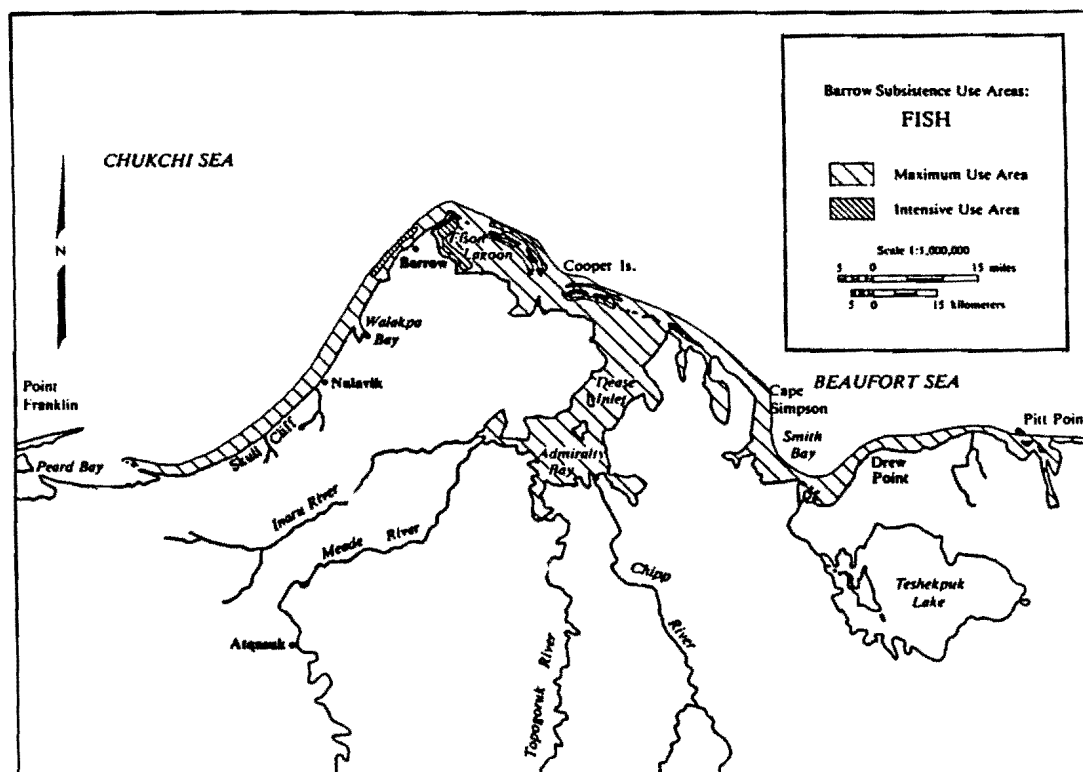 Barrow Subsistence Use Areas:
FISH
Maximum Use Area
Intensive Use Area
Scale 1:1,000,000
5 0 15 miles
5 0 15 kilometers
CHUKCHI SEA
N
Elson
Lagoon
Barrow
Cooper Is.
Walakpa
Bay
Nulavik
Point
Franklin
Peard Bay
Skull Cliff
Dease
Inlet
BEAUFORT SEA
Cape
Simpson
Smith
Bay
Pitt Point
Drew
Point
Admiralty
Bay
Inaru River
Meade River
Chipp
River
Teshekpuk
Lake
Atqasuk
Topagoruk River